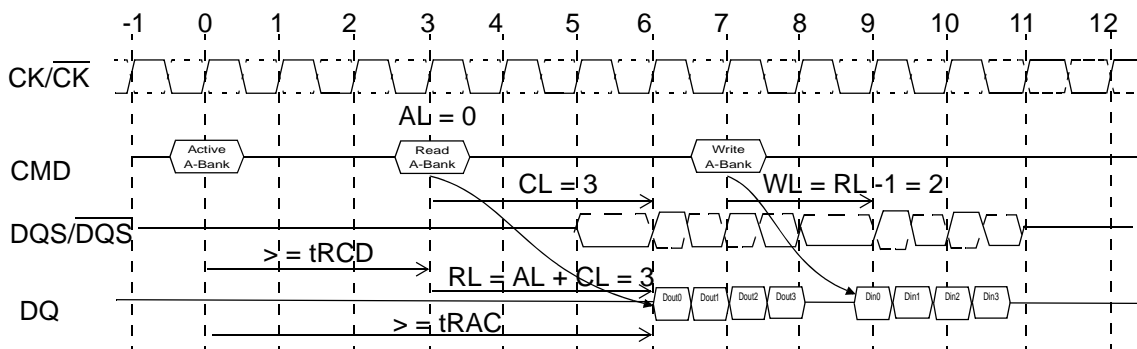 -1 0 1 2 3 4 5 6 7 8 9 10 11 12
CK/CK
AL = 0
Active
A-Bank
Read
A-Bank
Write
A-Bank
CMD
CL = 3
WL = RL -1 = 2
DQS/DQS
> = tRCD
RL = AL + CL = 3
DQ
Dout0 Dout1 Dout2 Dout3 Din0 Din1 Din2 Din3
> = tRAC